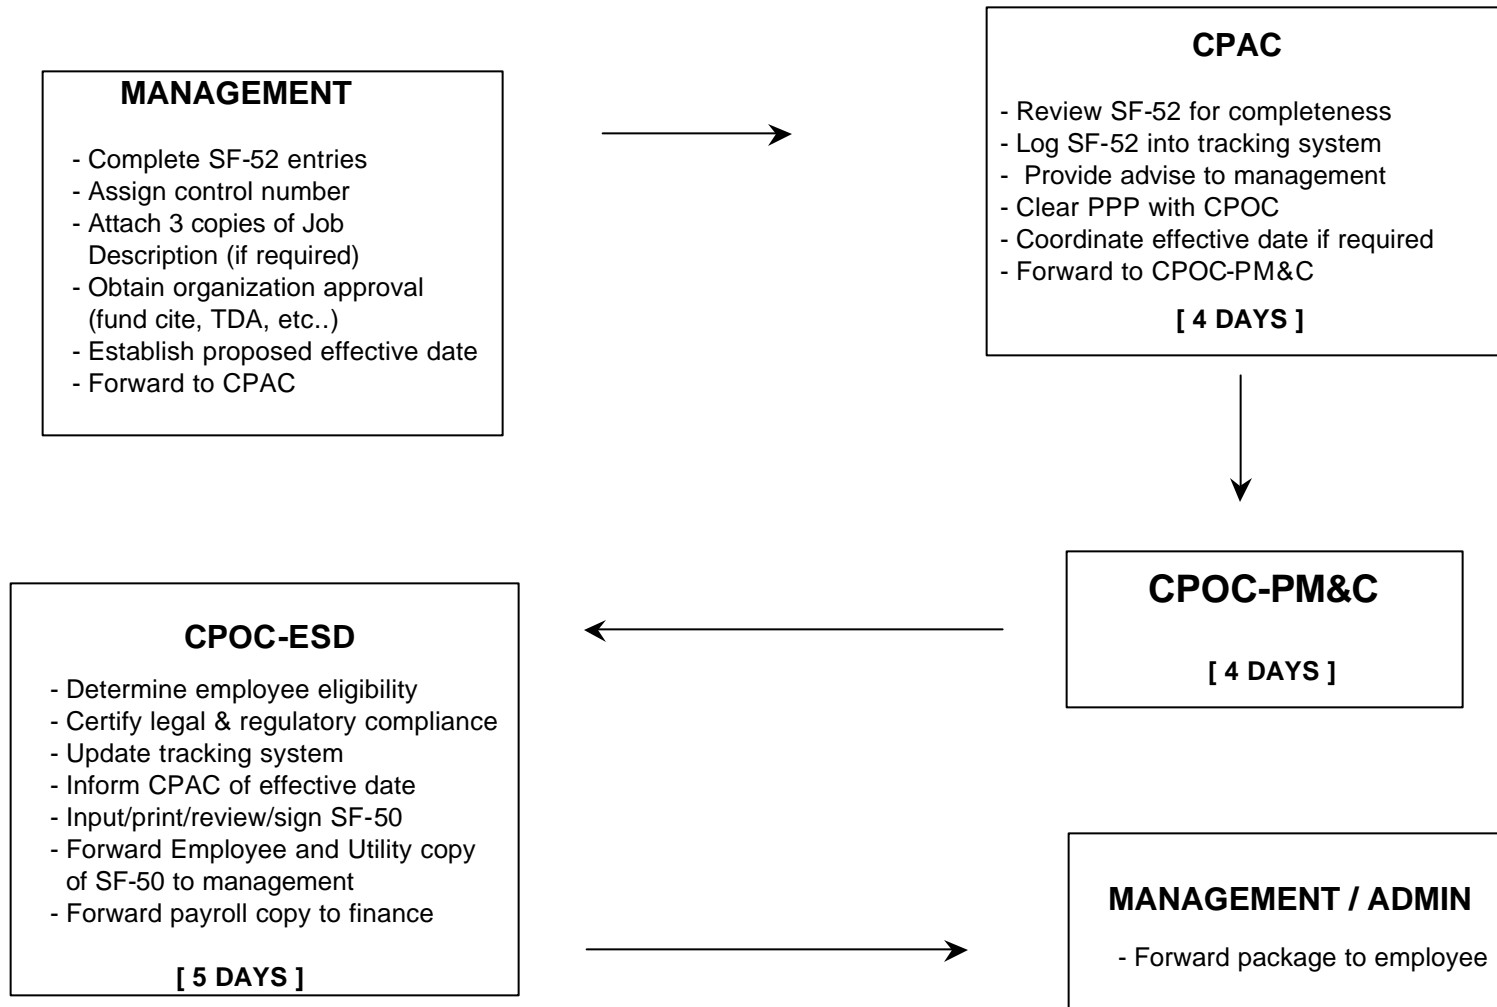 MANAGEMENT
- Complete SF-52 entries
- Assign control number
- Attach 3 copies of Job
Description (if required)
- Obtain organization approval
(fund cite, TDA, etc..)
- Establish proposed effective date
- Forward to CPAC
CPAC
- Review SF-52 for completeness
- Log SF-52 into tracking system
- Provide advise to management
- Clear PPP with CPOC
- Coordinate effective date if required
- Forward to CPOC-PM&C
[ 4 DAYS ]
CPOC-PM&C
[ 4 DAYS ]
CPOC-ESD
- Determine employee eligibility
- Certify legal & regulatory compliance
- Update tracking system
- Inform CPAC of effective date
- Input/print/review/sign SF-50
- Forward Employee and Utility copy
of SF-50 to management
- Forward payroll copy to finance
[ 5 DAYS ]
MANAGEMENT / ADMIN
- Forward package to employee